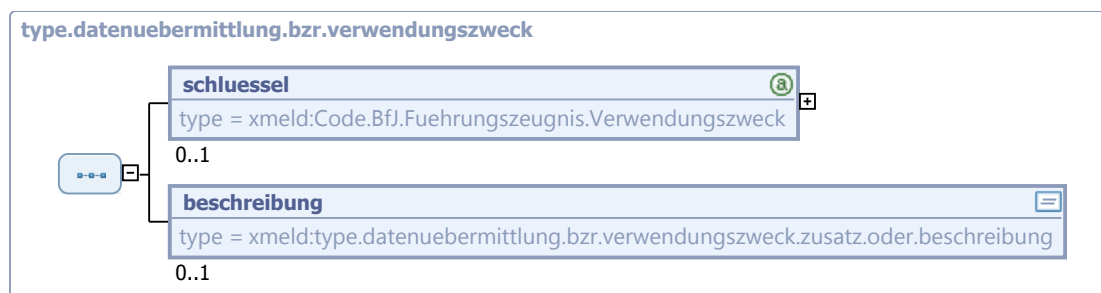 type.datenuebermittlung.bzr.verwendungszweck
schluessel
type = xmeld:Code.BfJ.Fuehrungszeugnis.Verwendungszweck
0..1
beschreibung
type = xmeld:type.datenuebermittlung.bzr.verwendungszweck.zusatz.oder.beschreibung
0..1